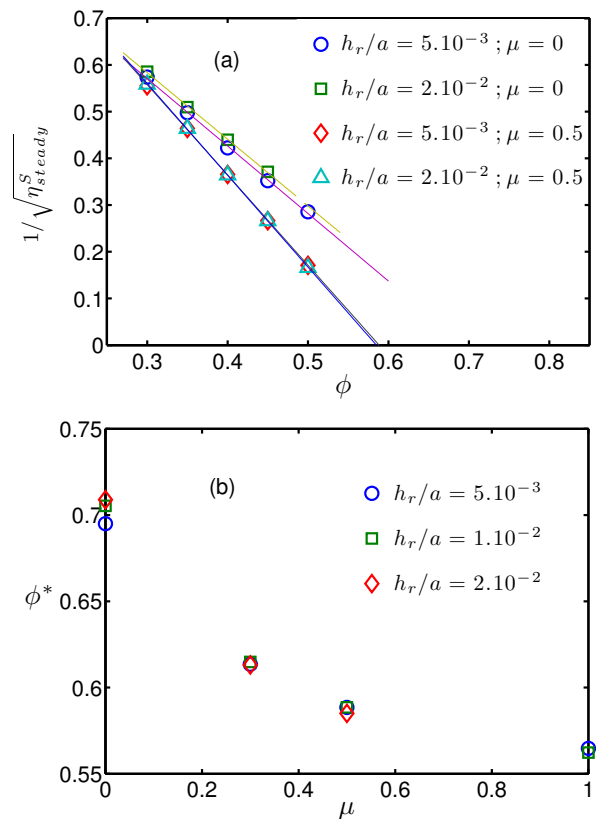 0.7
0.6
0.5
0.4
0.3
0.2
0.1
0
0.3 0.4 0.5 0.6 0.7 0.8
1/√η^S_steady
ϕ
(a)
h_r/a = 5.10^{-3} ; μ = 0
h_r/a = 2.10^{-2} ; μ = 0
h_r/a = 5.10^{-3} ; μ = 0.5
h_r/a = 2.10^{-2} ; μ = 0.5
0.75
0.7
0.65
0.6
0.55
0 0.2 0.4 0.6 0.8 1
ϕ*
μ
(b)
h_r/a = 5.10^{-3}
h_r/a = 1.10^{-2}
h_r/a = 2.10^{-2}